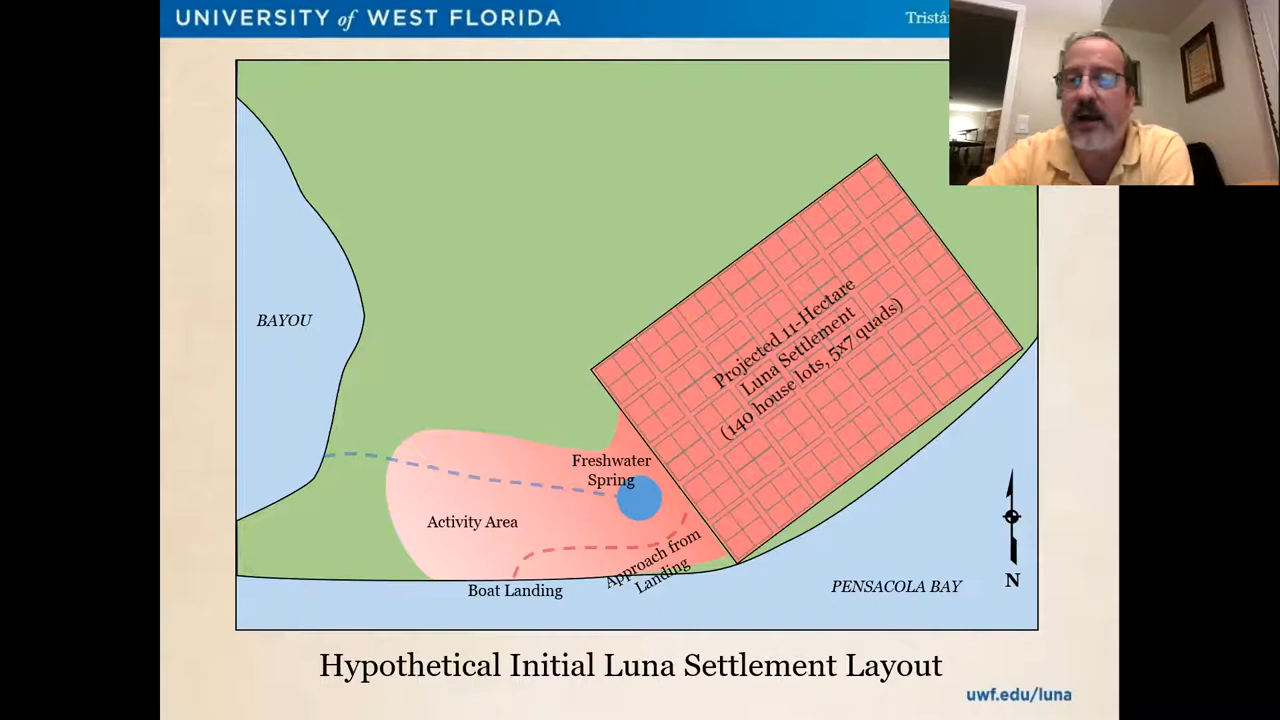 UNIVERSITY of WEST FLORIDA
Tristá
BAYOU
Projected 11-Hectare
Luna Settlement
(140 house lots, 5x7 quads)
Freshwater
Spring
Activity Area
Approach from
Landing
Boat Landing
PENSACOLA BAY
N
Hypothetical Initial Luna Settlement Layout
uwf.edu/luna